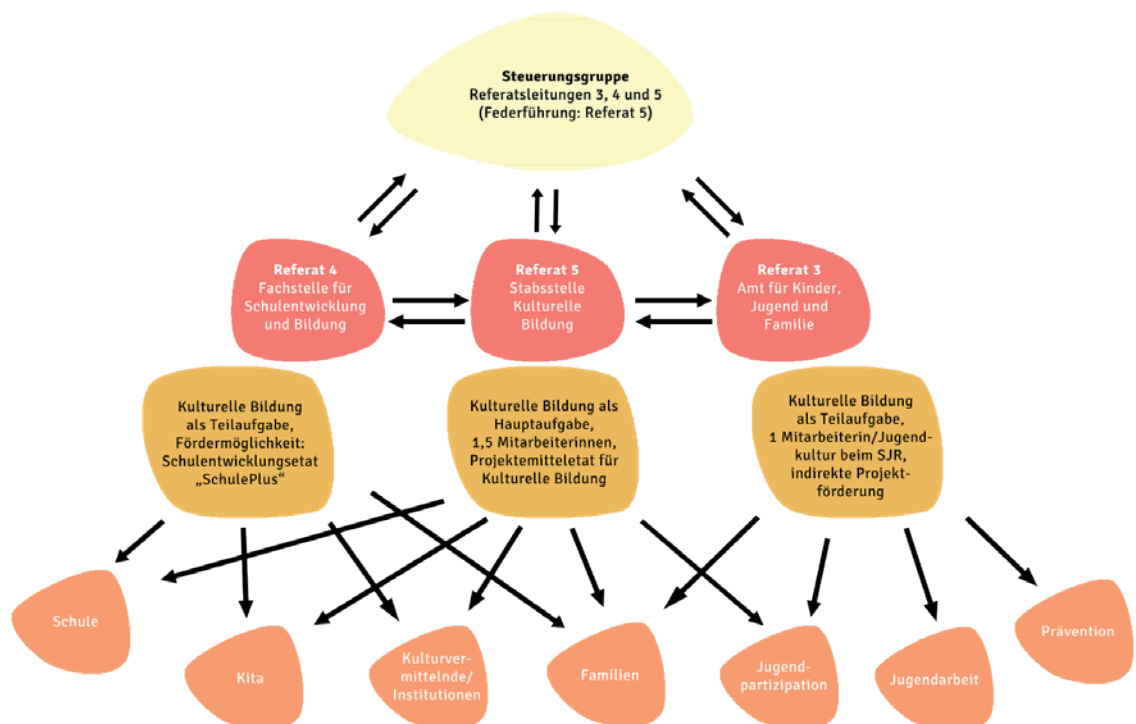 Steuerungsgruppe
Referatsleitungen 3, 4 und 5
(Federführung: Referat 5)
Referat 4
Fachstelle für
Schulentwicklung
und Bildung
Referat 5
Stabsstelle
Kulturelle
Bildung
Referat 3
Amt für Kinder,
Jugend und
Familie
Kulturelle Bildung
als Teilaufgabe,
Fördermöglichkeit:
Schulentwicklungsetat
„SchulePlus“
Kulturelle Bildung als
Hauptaufgabe,
1,5 Mitarbeiterinnen,
Projektemitteletat für
Kulturelle Bildung
Kulturelle Bildung
als Teilaufgabe,
1 Mitarbeiterin/Jugend-
kultur beim SJR,
indirekte Projekt-
förderung
Schule
Kita
Kulturver-
mittelnde/
Institutionen
Familien
Jugend-
partizipation
Jugendarbeit
Prävention